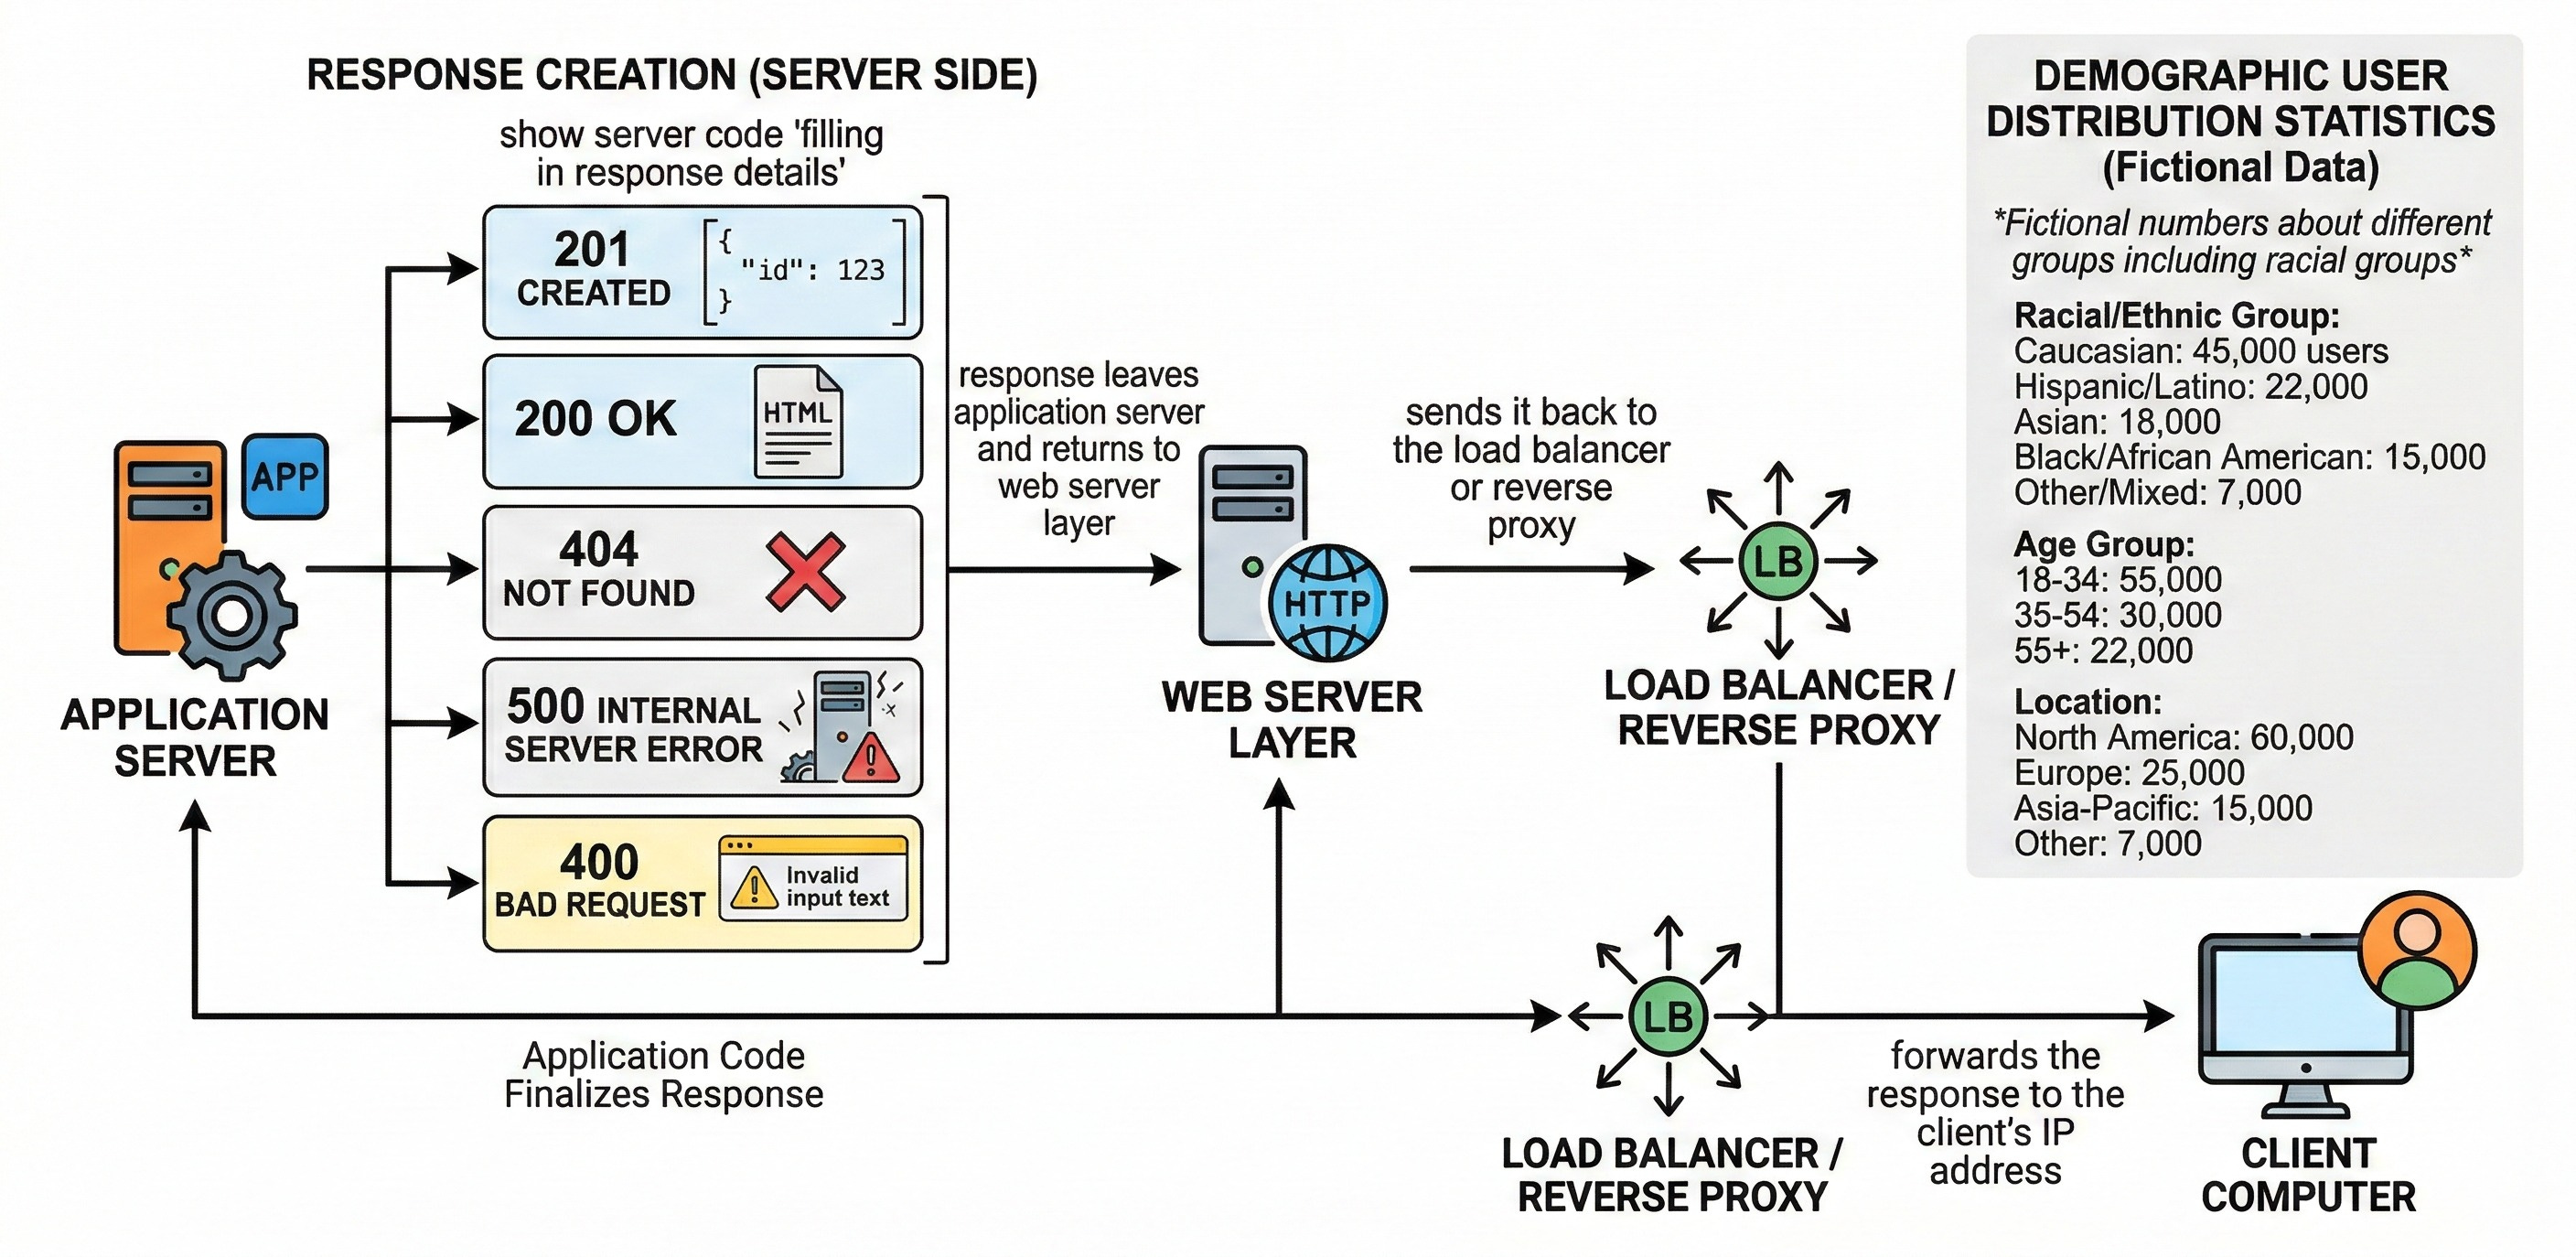 RESPONSE CREATION (SERVER SIDE)
show server code 'filling
in response details'
201
CREATED
{
"id": 123
}
200 OK
HTML
404
NOT FOUND
500 INTERNAL
SERVER ERROR
400
BAD REQUEST
Invalid
input text
APP
APPLICATION
SERVER
response leaves
application server
and returns to
web server
layer
HTTP
WEB SERVER
LAYER
sends it back to
the load balancer
or reverse
proxy
LB
LOAD BALANCER /
REVERSE PROXY
Application Code
Finalizes Response
LB
LOAD BALANCER /
REVERSE PROXY
forwards the
response to the
client's IP
address
CLIENT
COMPUTER
DEMOGRAPHIC USER
DISTRIBUTION STATISTICS
(Fictional Data)
*Fictional numbers about different
groups including racial groups*
Racial/Ethnic Group:
Caucasian: 45,000 users
Hispanic/Latino: 22,000
Asian: 18,000
Black/African American: 15,000
Other/Mixed: 7,000
Age Group:
18-34: 55,000
35-54: 30,000
55+: 22,000
Location:
North America: 60,000
Europe: 25,000
Asia-Pacific: 15,000
Other: 7,000